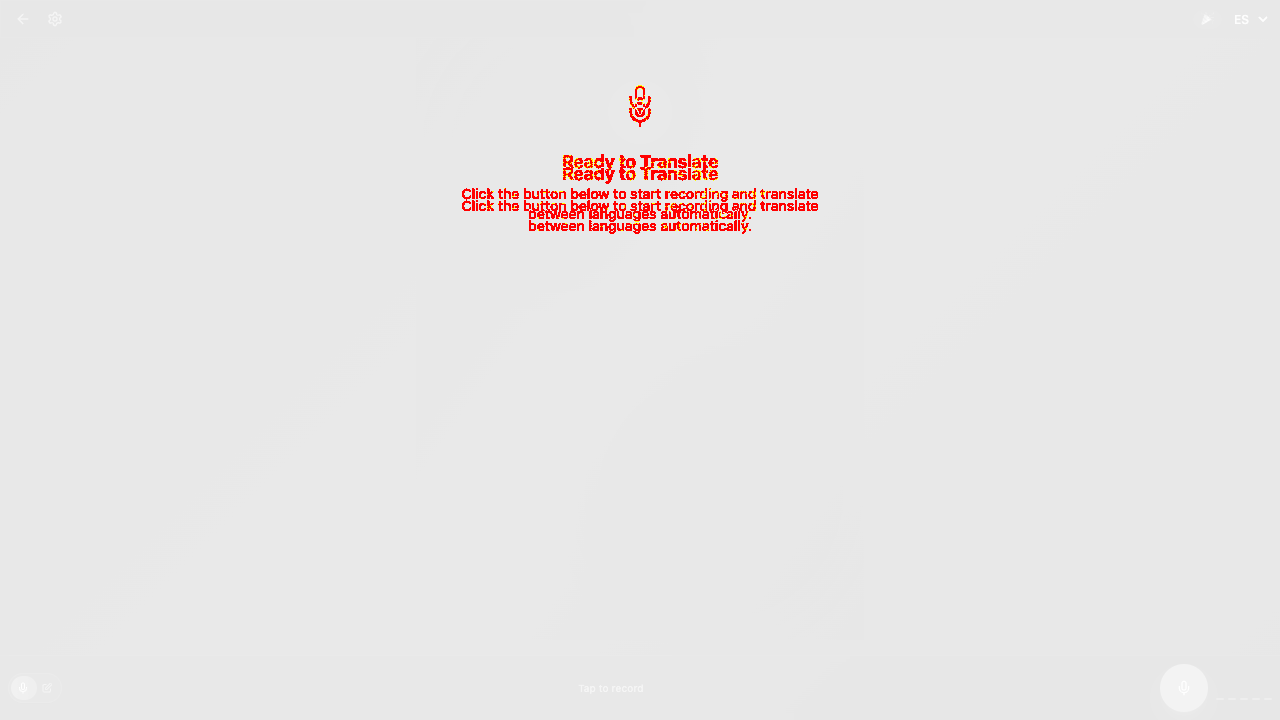 ES
Ready to Translate
Ready to Translate
Click the button below to start recording and translate
Click the button below to start recording and translate
between languages automatically.
between languages automatically.
Tap to record